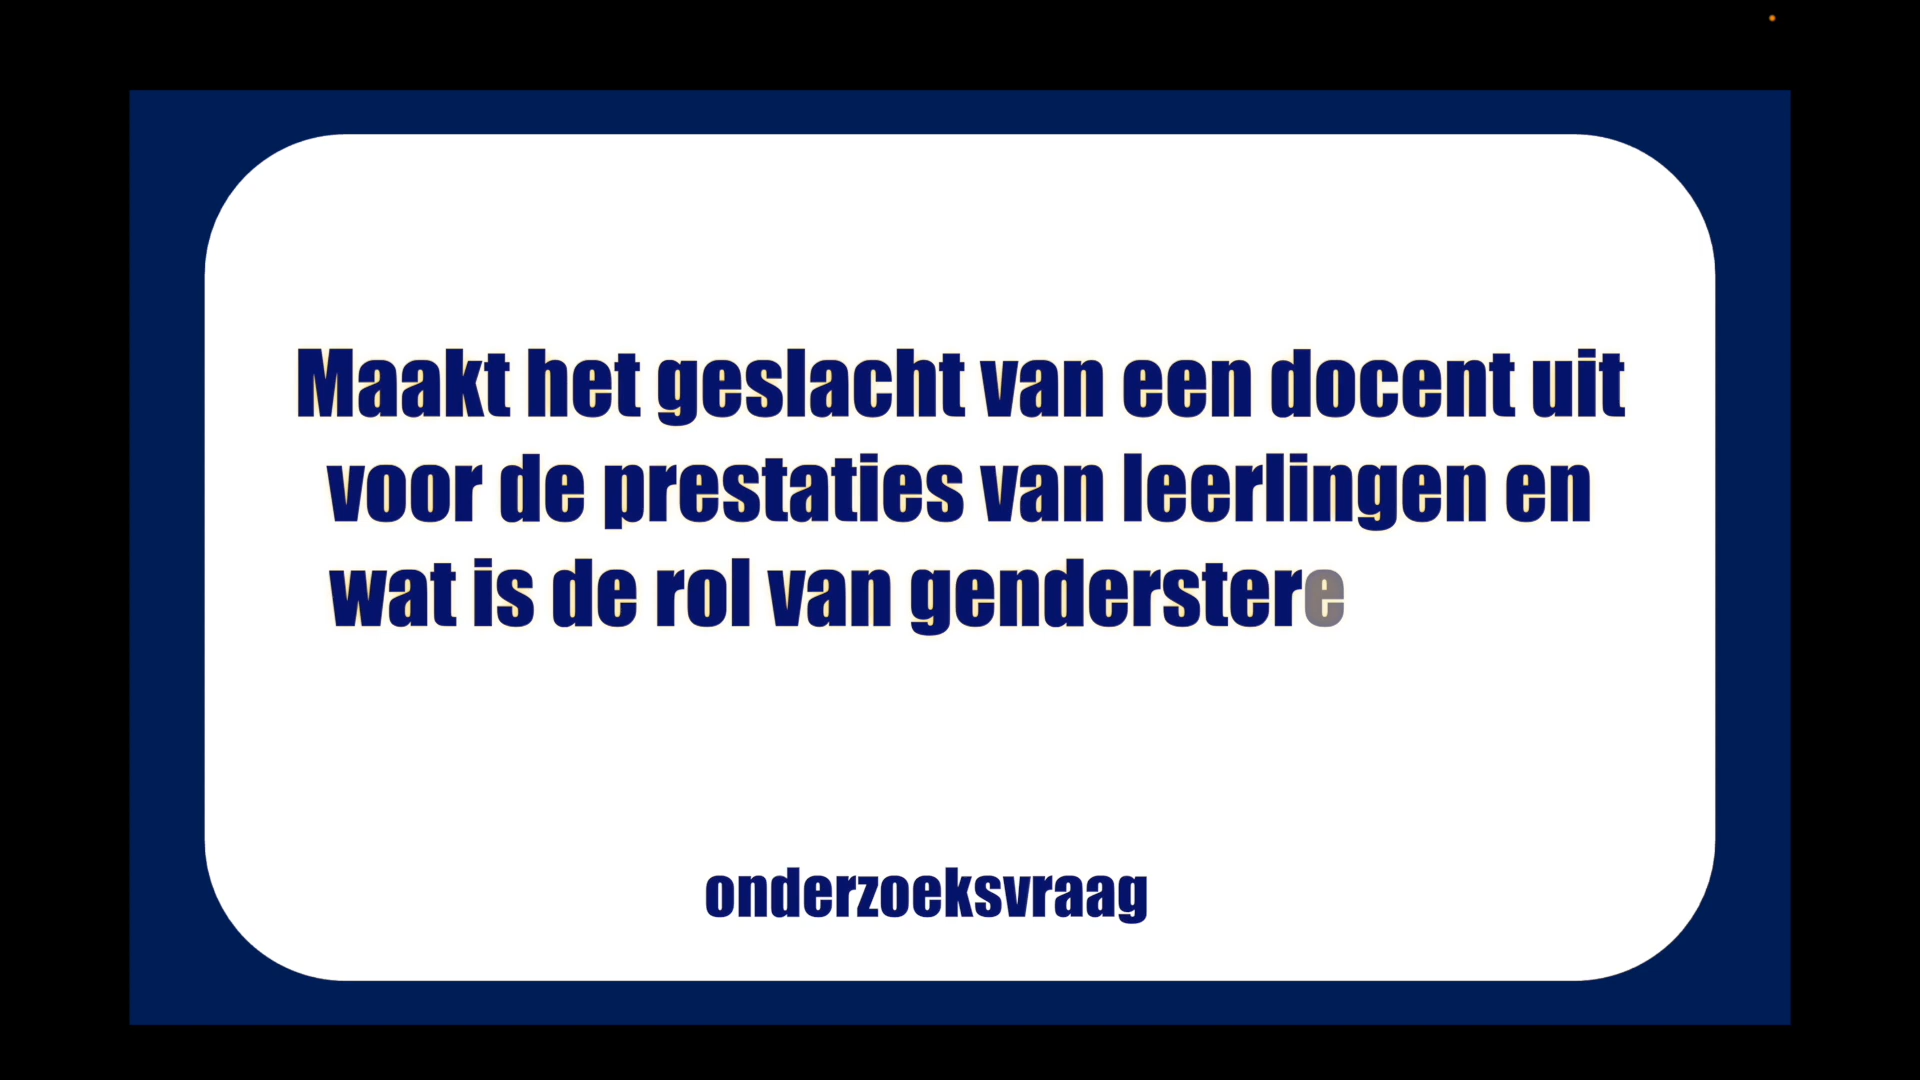 Maakt het geslacht van een docent uit
voor de prestaties van leerlingen en
wat is de rol van genderstere
onderzoeksvraag